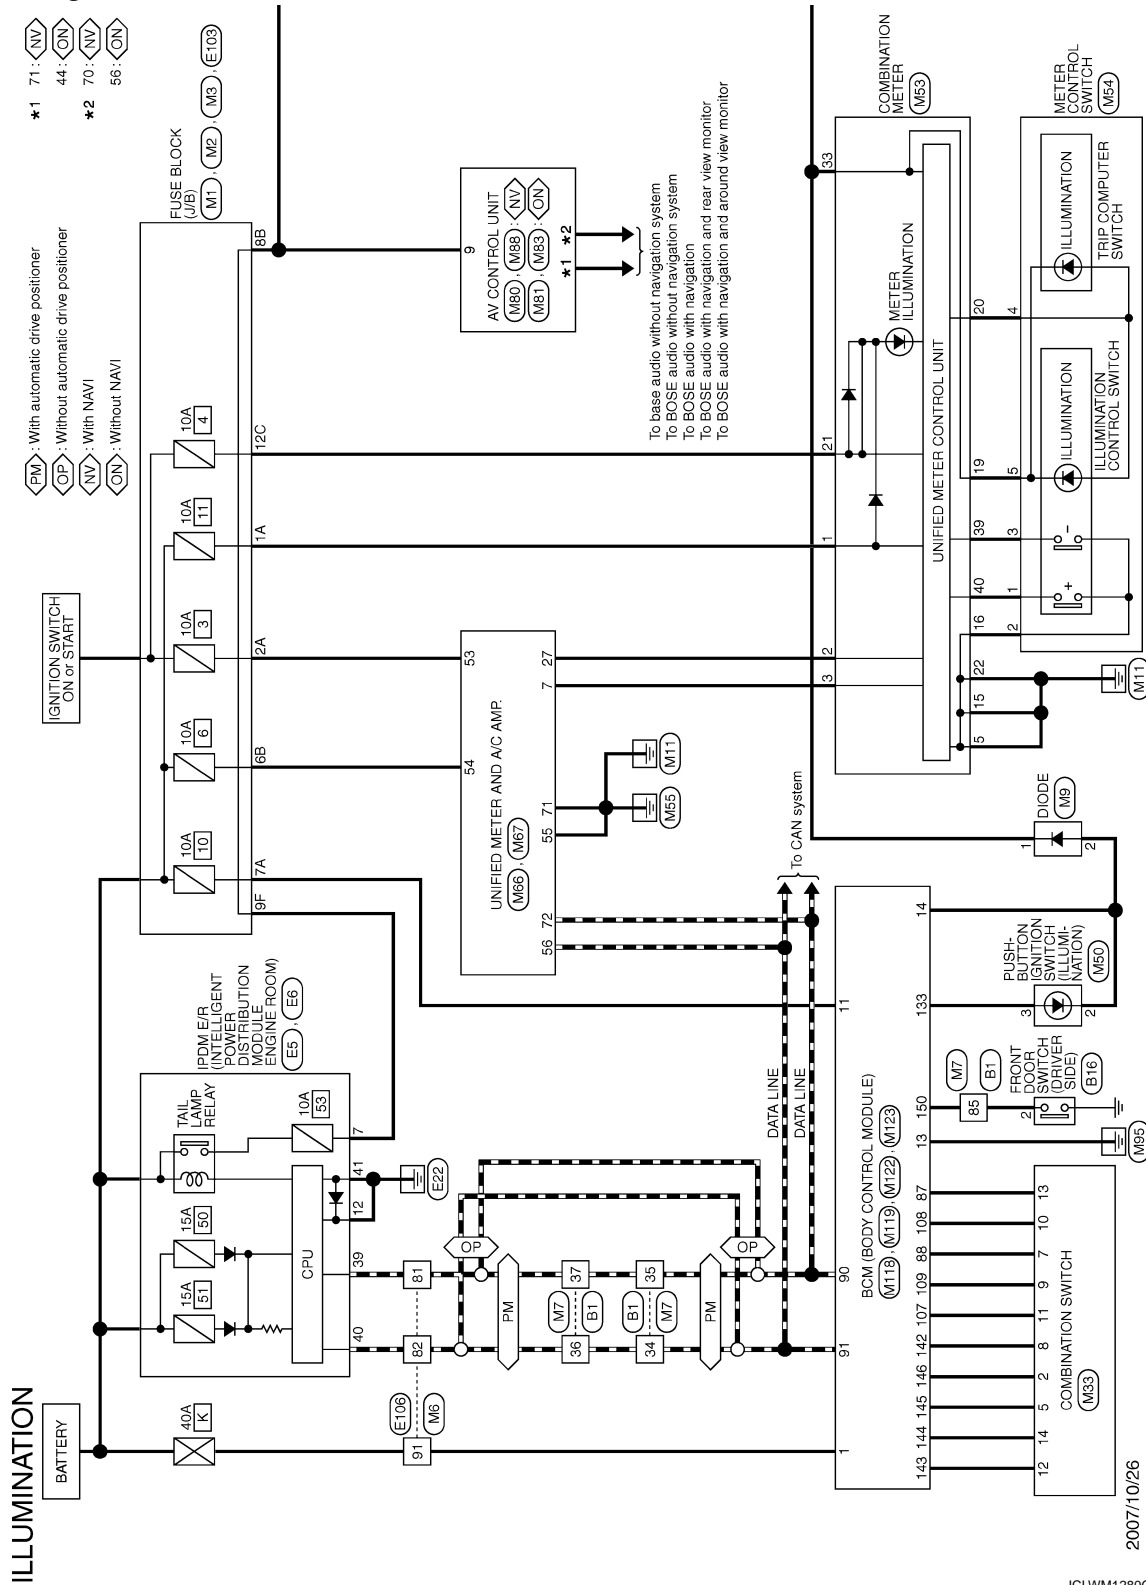 ILLUMINATION
BATTERY
IGNITION SWITCH
ON or START
PM : With automatic drive positioner
OP : Without automatic drive positioner
NV : With NAVI
ON : Without NAVI
*1 71 : NV
44 : ON
*2 70 : NV
56 : ON
40A
K
15A
51
15A
50
TAIL
LAMP
RELAY
10A
53
CPU
40
39
12
41
7
E22
IPDM E/R
(INTELLIGENT
POWER
DISTRIBUTION
MODULE
ENGINE ROOM)
E5 , E6
10A
10
10A
6
10A
3
10A
11
10A
4
9F
7A
6B
2A
1A
12C
8B
FUSE BLOCK
(J/B)
M1 , M2 , M3 , E103
91
82
81
E106
M6
OP
PM
36
37
M7
B1
34
35
B1
M7
PM
OP
DATA LINE
DATA LINE
To CAN system
54
53
UNIFIED METER AND A/C AMP.
M66 , M67
56
72
55
71
7
27
M55
M11
9
AV CONTROL UNIT
M80 , M88 : NV
M81 , M83 : ON
*1 *2
To base audio without navigation system
To BOSE audio without navigation system
To BOSE audio with navigation
To BOSE audio with navigation and rear view monitor
To BOSE audio with navigation and around view monitor
1
91
90
11
BCM (BODY CONTROL MODULE)
M118 , M119 , M122 , M123
143
144
145
146
142
107
109
88
108
87
13
150
133
14
12
14
5
2
8
11
9
7
10
13
COMBINATION SWITCH
M33
M95
85
M7
B1
2
FRONT
DOOR
SWITCH
(DRIVER
SIDE)
B16
3
2
PUSH-
BUTTON
IGNITION
SWITCH
(ILLUMI-
NATION)
M50
1
2
DIODE
M9
3
2
1
21
33
COMBINATION
METER
M53
METER
ILLUMINATION
UNIFIED METER CONTROL UNIT
5
15
22
16
40
39
19
20
M11
2
1
3
5
4
METER
CONTROL
SWITCH
M54
+
-
ILLUMINATION
ILLUMINATION
CONTROL SWITCH
ILLUMINATION
TRIP COMPUTER
SWITCH
2007/10/26